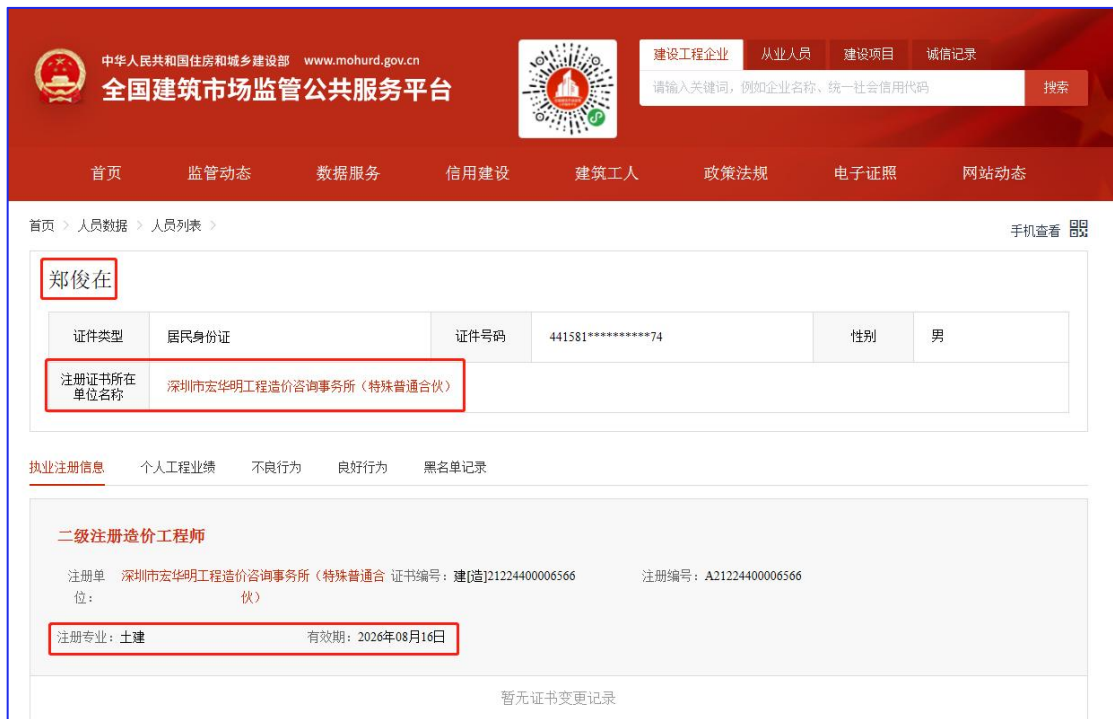 中华人民共和国住房和城乡建设部 www.mohurd.gov.cn
全国建筑市场监管公共服务平台
建设工程企业 从业人员 建设项目 诚信记录
请输入关键词，例如企业名称、统一社会信用代码 搜索
首页 监管动态 数据服务 信用建设 建筑工人 政策法规 电子证照 网站动态
首页 > 人员数据 > 人员列表 >
手机查看
郑俊在
证件类型 居民身份证 证件号码 441581**********74 性别 男
注册证书所在
单位名称
深圳市宏华明工程造价咨询事务所（特殊普通合伙）
执业注册信息 个人工程业绩 不良行为 良好行为 黑名单记录
二级注册造价工程师
注册单 深圳市宏华明工程造价咨询事务所（特殊普通合 证书编号：建[造]21224400006566 注册编号：A21224400006566
位： 伙）
注册专业：土建 有效期：2026年08月16日
暂无证书变更记录